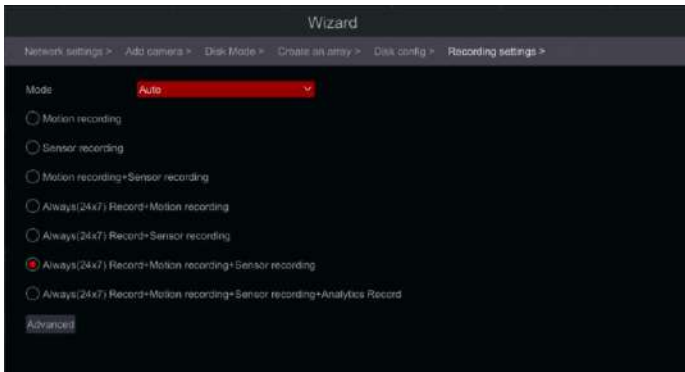 Wizard
Network settings > Add camera > Disk Mode > Create an array > Disk config > Recording settings >
Mode Auto
Motion recording
Sensor recording
Motion recording+Sensor recording
Always(24x7) Record+Motion recording
Always(24x7) Record+Sensor recording
Always(24x7) Record+Motion recording+Sensor recording
Always(24x7) Record+Motion recording+Sensor recording+Analytics Record
Advanced